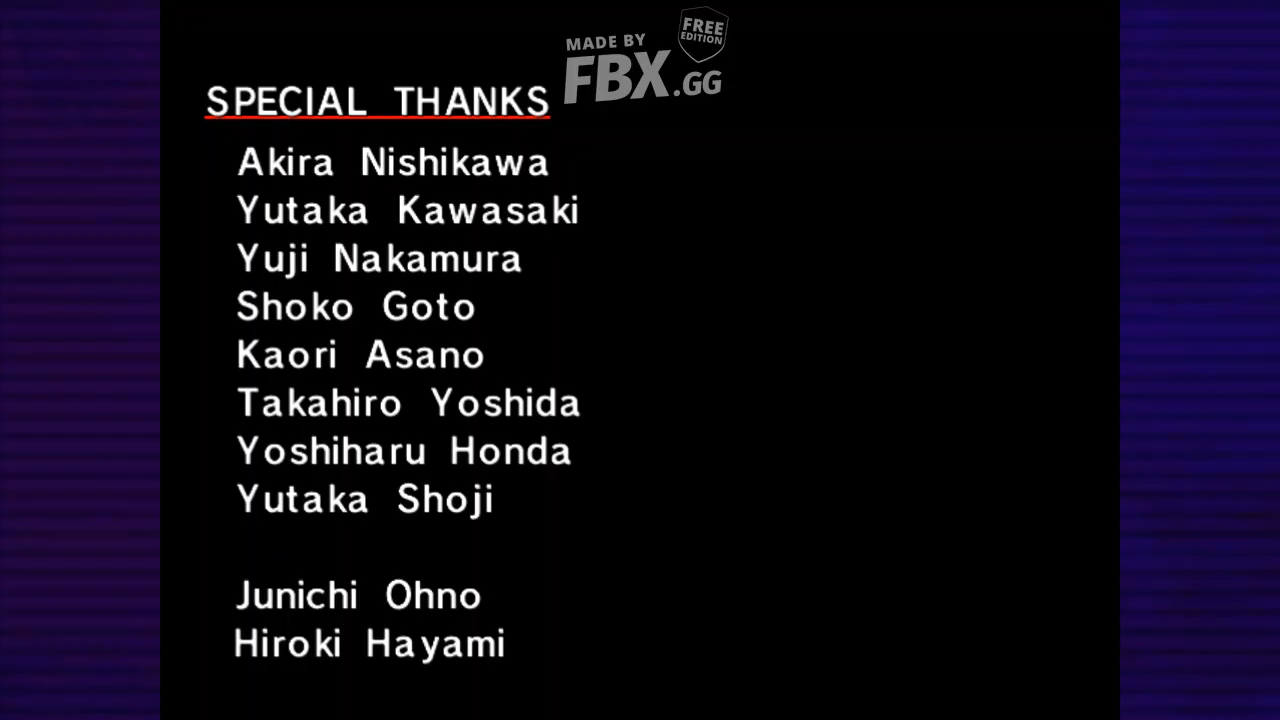 MADE BY
FREE
EDITION
FBX.GG
SPECIAL THANKS
Akira Nishikawa
Yutaka Kawasaki
Yuji Nakamura
Shoko Goto
Kaori Asano
Takahiro Yoshida
Yoshiharu Honda
Yutaka Shoji
Junichi Ohno
Hiroki Hayami